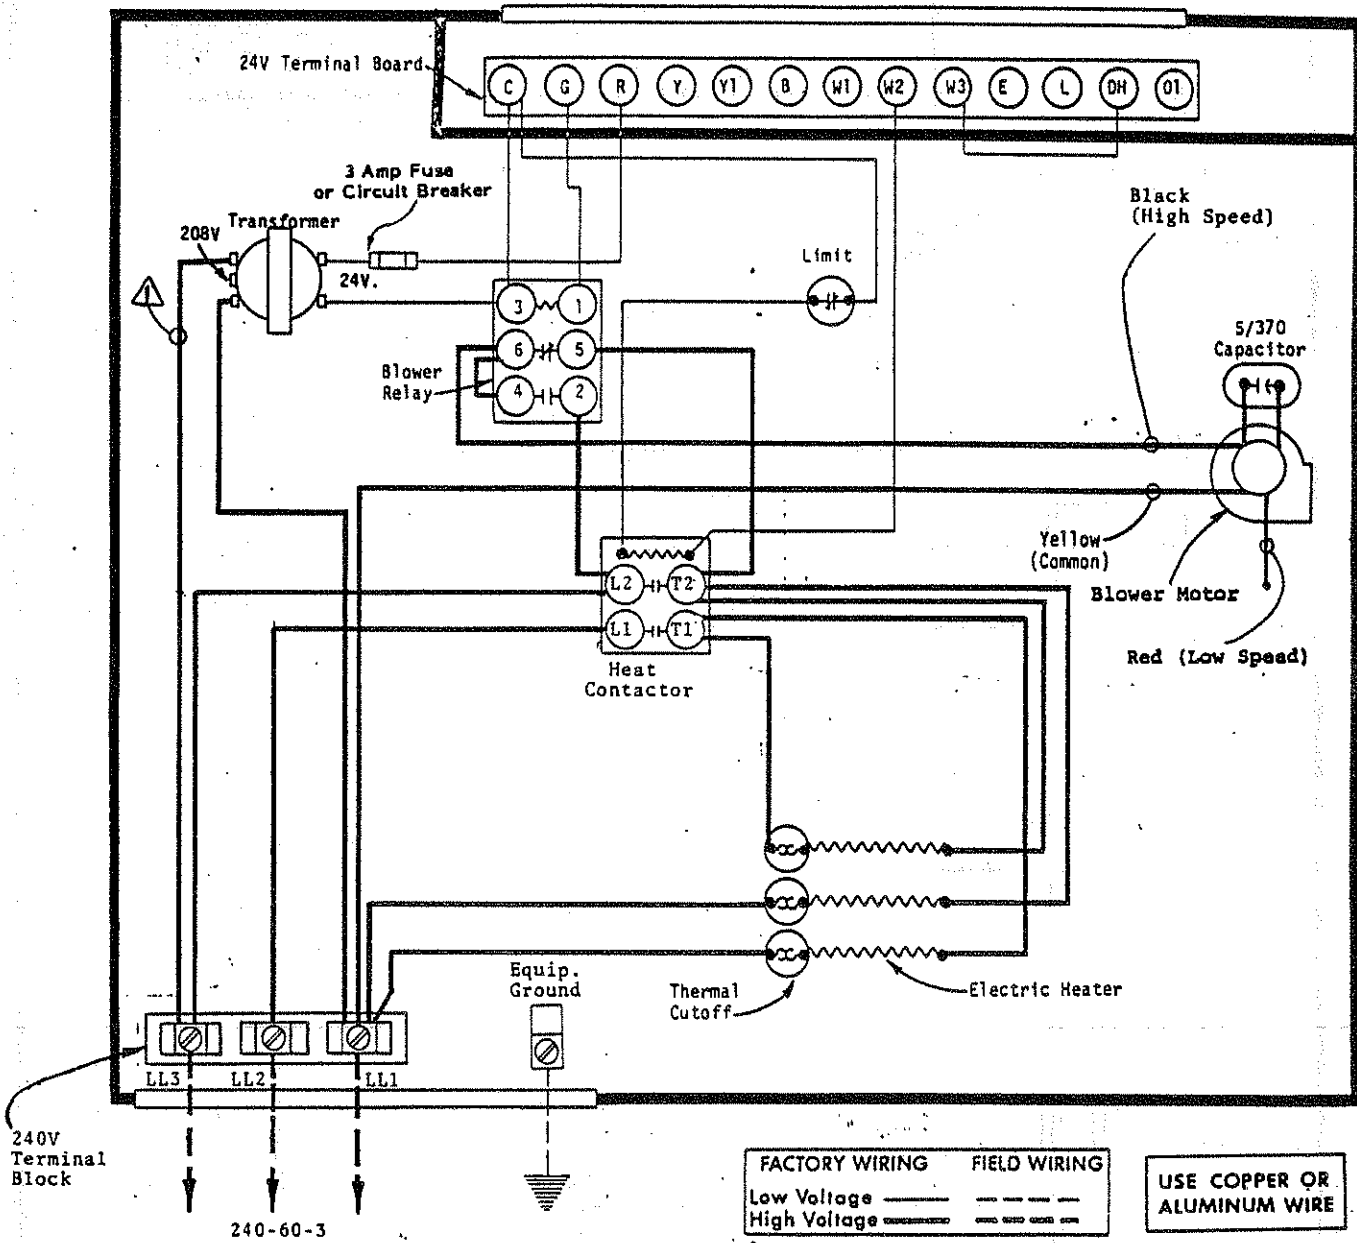 24V Terminal Board
C G R Y Y1 B W1 W2 W3 E L DH O1
3 Amp Fuse
or Circuit Breaker
Transformer
208V
24V.
1
Limit
Black
(High Speed)
5/370
Capacitor
3 1
6 5
4 2
Blower
Relay
Yellow
(Common)
Blower Motor
Red (Low Speed)
L2 T2
L1 T1
Heat
Contactor
Equip.
Ground
Thermal
Cutoff
Electric Heater
LL3 LL2 LL1
240V
Terminal
Block
240-60-3
FACTORY WIRING FIELD WIRING
Low Voltage
High Voltage
USE COPPER OR
ALUMINUM WIRE